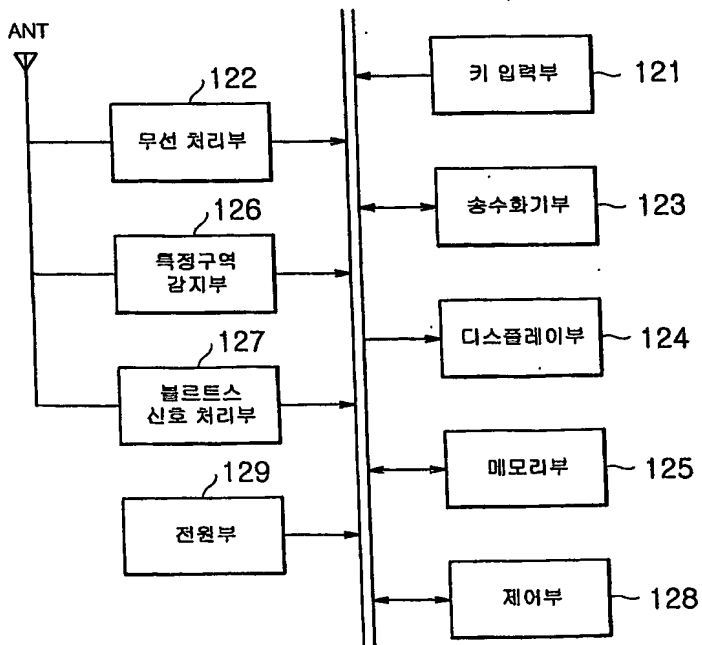 ANT
122
무선 처리부
126
특정구역
감지부
127
블르트스
신호 처리부
129
전원부
키 입력부
121
송수화기부
123
디스플레이부
124
메모리부
125
제어부
128